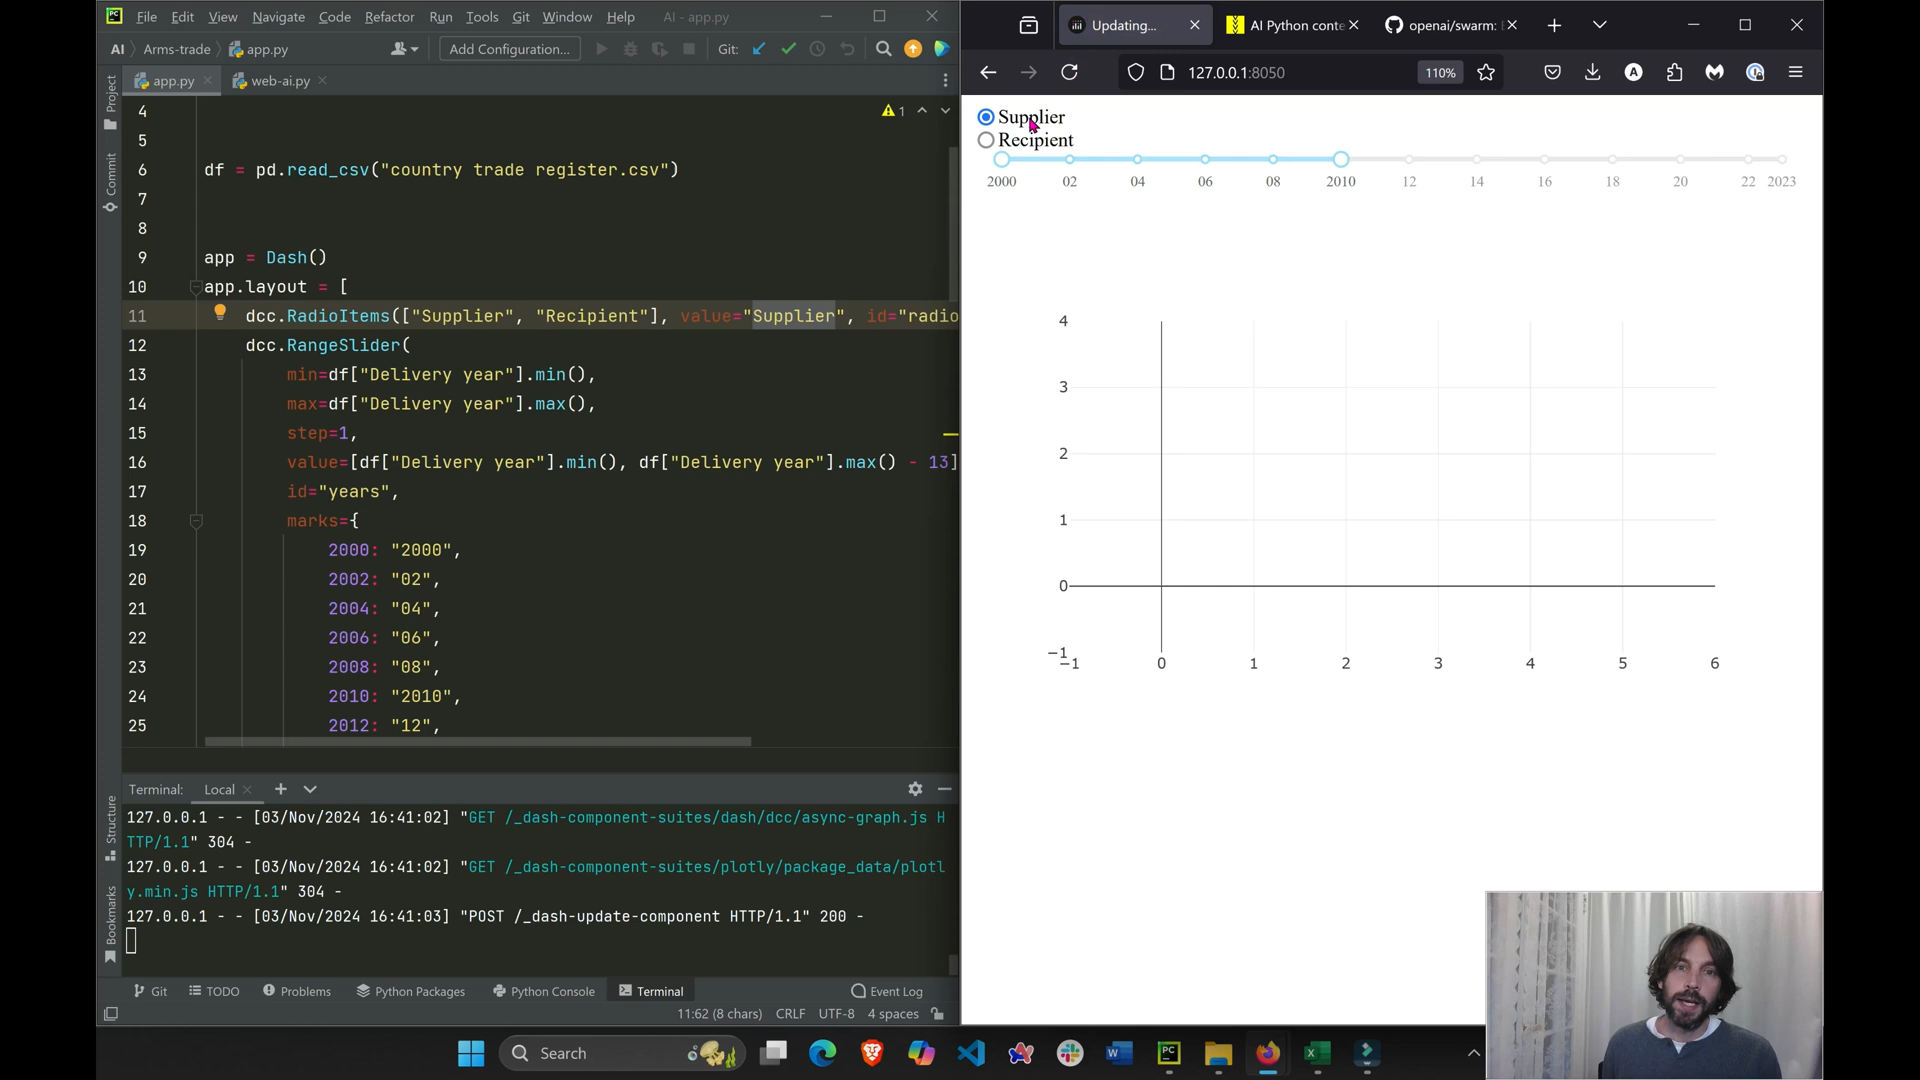 File Edit View Navigate Code Refactor Run Tools Git Window Help AI - app.py
AI Arms-trade app.py Add Configuration... Git:
app.py web-ai.py
Project
Commit
Structure
Bookmarks
1
4
5
6 df = pd.read_csv("country trade register.csv")
7
8
9 app = Dash()
10 app.layout = [
11 dcc.RadioItems(["Supplier", "Recipient"], value="Supplier", id="radio
12 dcc.RangeSlider(
13 min=df["Delivery year"].min(),
14 max=df["Delivery year"].max(),
15 step=1,
16 value=[df["Delivery year"].min(), df["Delivery year"].max() - 13]
17 id="years",
18 marks={
19 2000: "2000",
20 2002: "02",
21 2004: "04",
22 2006: "06",
23 2008: "08",
24 2010: "2010",
25 2012: "12",
Terminal: Local
127.0.0.1 - - [03/Nov/2024 16:41:02] "GET /_dash-component-suites/dash/dcc/async-graph.js H
TTP/1.1" 304 -
127.0.0.1 - - [03/Nov/2024 16:41:02] "GET /_dash-component-suites/plotly/package_data/plotl
y.min.js HTTP/1.1" 304 -
127.0.0.1 - - [03/Nov/2024 16:41:03] "POST /_dash-update-component HTTP/1.1" 200 -
Git TODO Problems Python Packages Python Console Terminal Event Log
11:62 (8 chars) CRLF UTF-8 4 spaces
Updating... AI Python conte openai/swarm: E
127.0.0.1:8050 110%
Supplier
Recipient
2000 02 04 06 08 2010 12 14 16 18 20 22 2023
4
3
2
1
0
−1
−1 0 1 2 3 4 5 6
Search